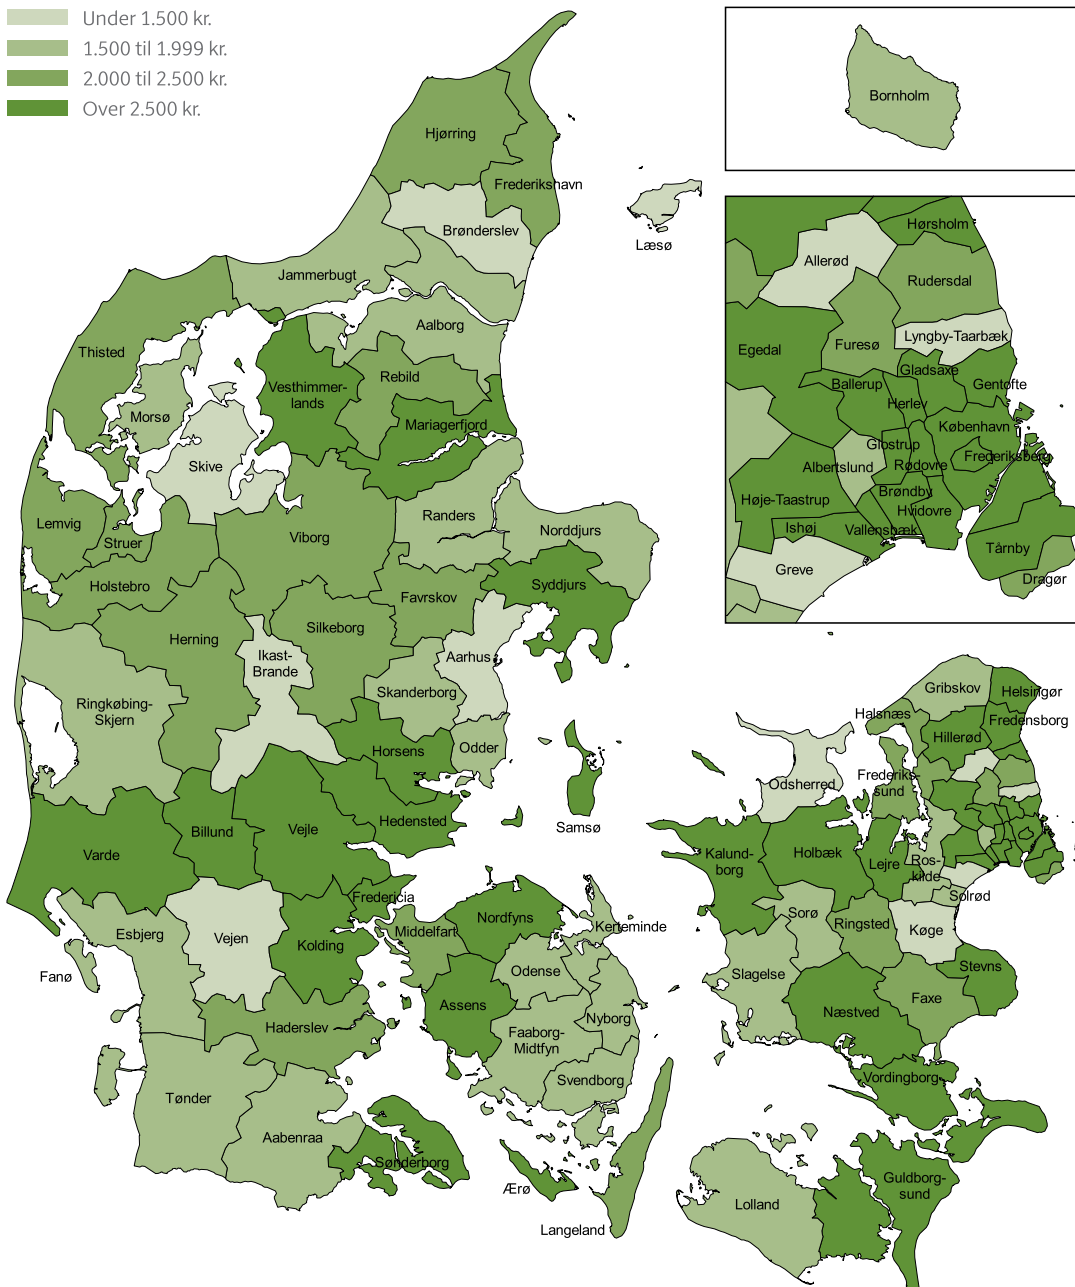 Under 1.500 kr.
1.500 til 1.999 kr.
2.000 til 2.500 kr.
Over 2.500 kr.
Hjørring
Frederikshavn
Brønderslev
Læsø
Jammerbugt
Aalborg
Thisted
Rebild
Vesthimmer-
lands
Morsø
Mariagerfjord
Skive
Randers
Norddjurs
Lemvig
Struer
Viborg
Holstebro
Favrskov
Syddjurs
Silkeborg
Herning
Ikast-
Brande
Aarhus
Skanderborg
Ringkøbing-
Skjern
Horsens
Odder
Samsø
Hedensted
Billund
Vejle
Varde
Fredericia
Esbjerg
Vejen
Kolding
Fanø
Haderslev
Tønder
Aabenraa
Sønderborg
Middelfart
Nordfyns
Kerteminde
Odense
Assens
Nyborg
Faaborg-
Midtfyn
Svendborg
Ærø
Langeland
Bornholm
Hørsholm
Allerød
Rudersdal
Lyngby-Taarbæk
Egedal
Furesø
Gladsaxe
Ballerup
Gentofte
Herlev
København
Glostrup
Frederiksberg
Albertslund
Rødovre
Høje-Taastrup
Brøndby
Hvidovre
Ishøj
Vallensbæk
Tårnby
Greve
Dragør
Gribskov
Helsingør
Halsnæs
Fredensborg
Hillerød
Odsherred
Frederiks-
sund
Kalund-
borg
Holbæk
Lejre
Ros-
kilde
Solrød
Sorø
Ringsted
Køge
Slagelse
Stevns
Næstved
Faxe
Vordingborg
Guldborg-
sund
Lolland